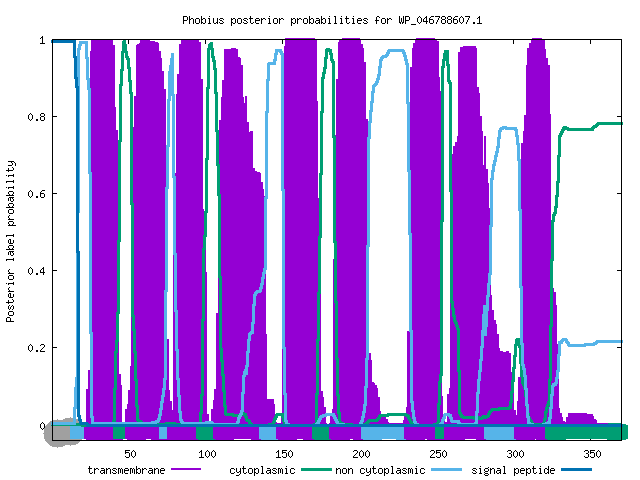 Phobius posterior probabilities for WP_046788607.1
Posterior label probability
1
0.8
0.6
0.4
0.2
0
50 100 150 200 250 300 350
transmembrane cytoplasmic non cytoplasmic signal peptide